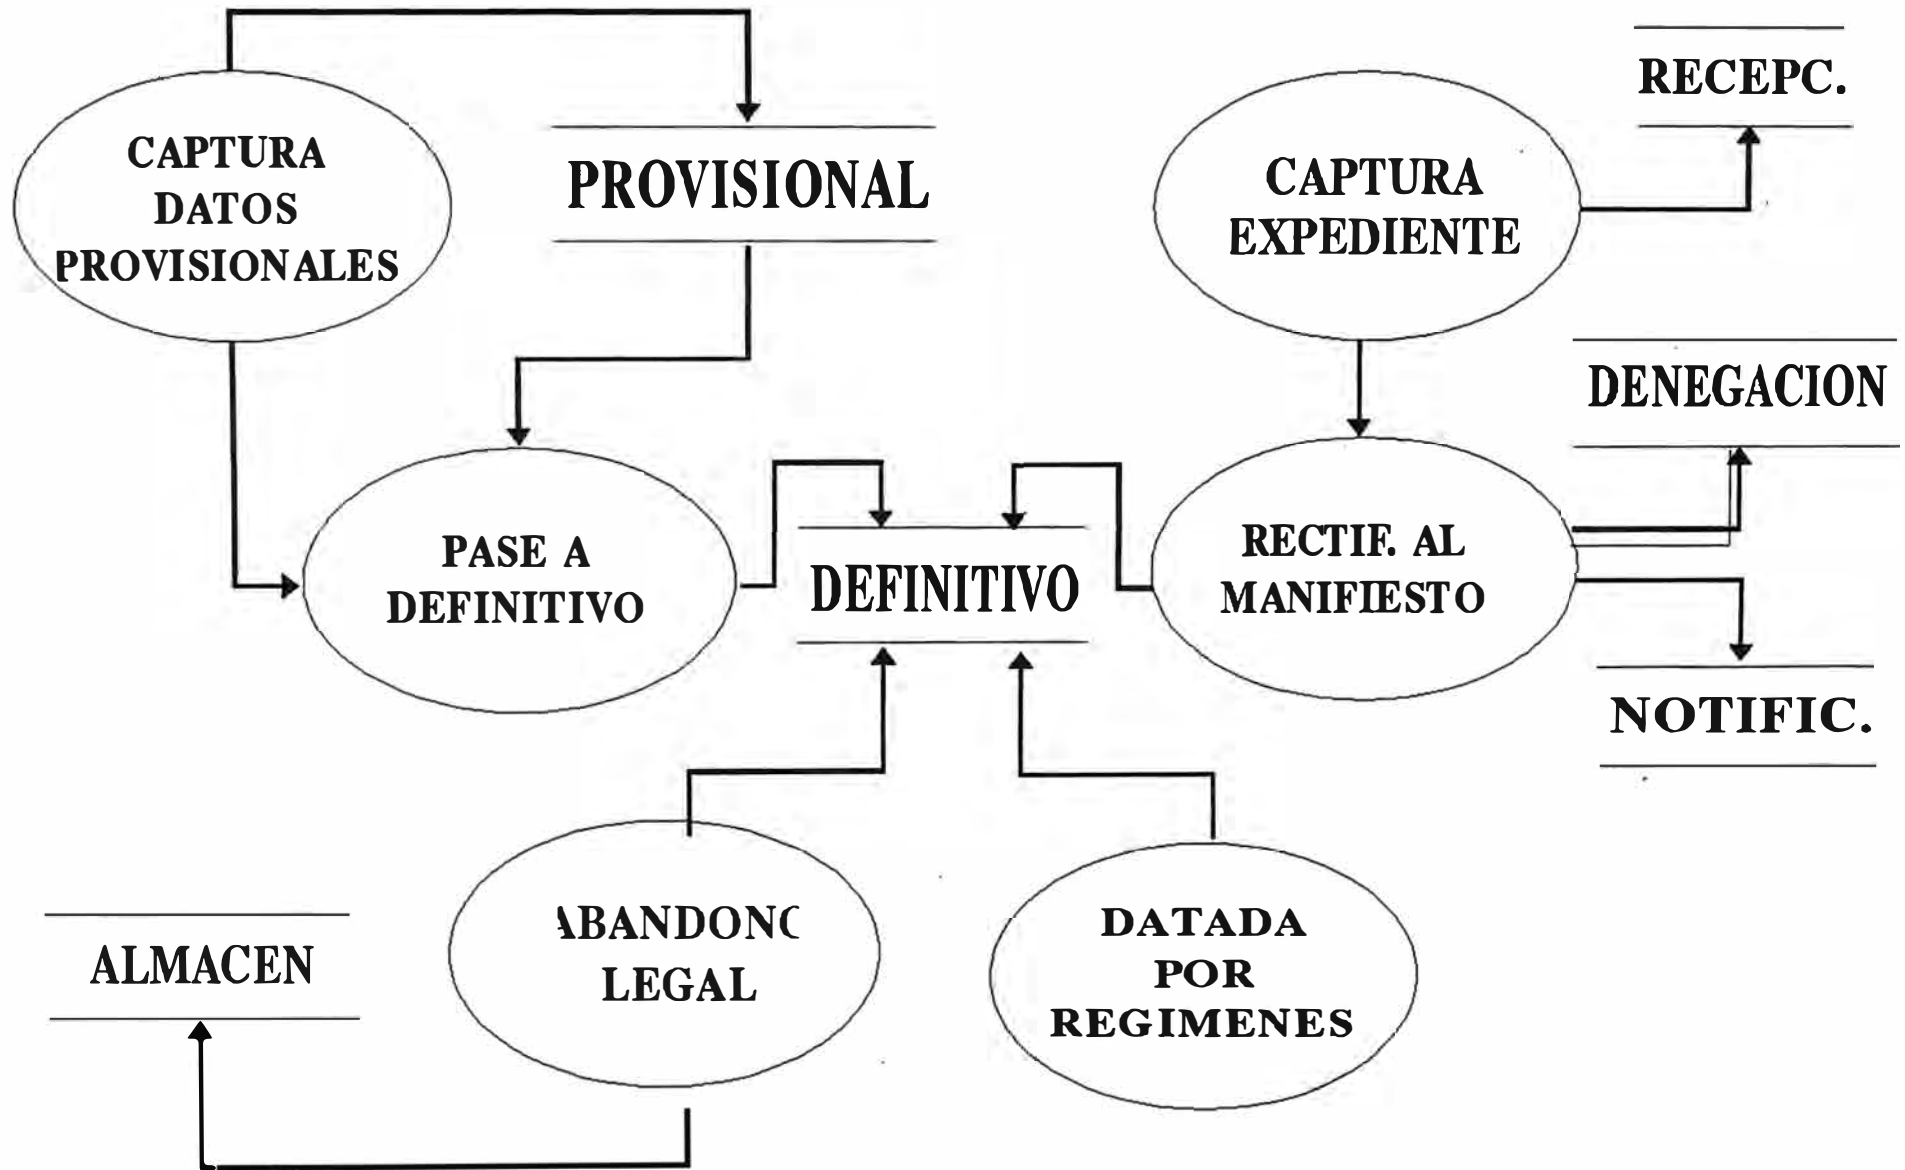 CAPTURA
DATOS
PROVISIONALES
PROVISIONAL
CAPTURA
EXPEDIENTE
RECEPC.
DENEGACION
PASE A
DEFINITIVO
DEFINITIVO
RECTIF. AL
MANIFIESTO
NOTIFIC.
ALMACEN
ABANDONO
LEGAL
DATADA
POR
REGIMENES